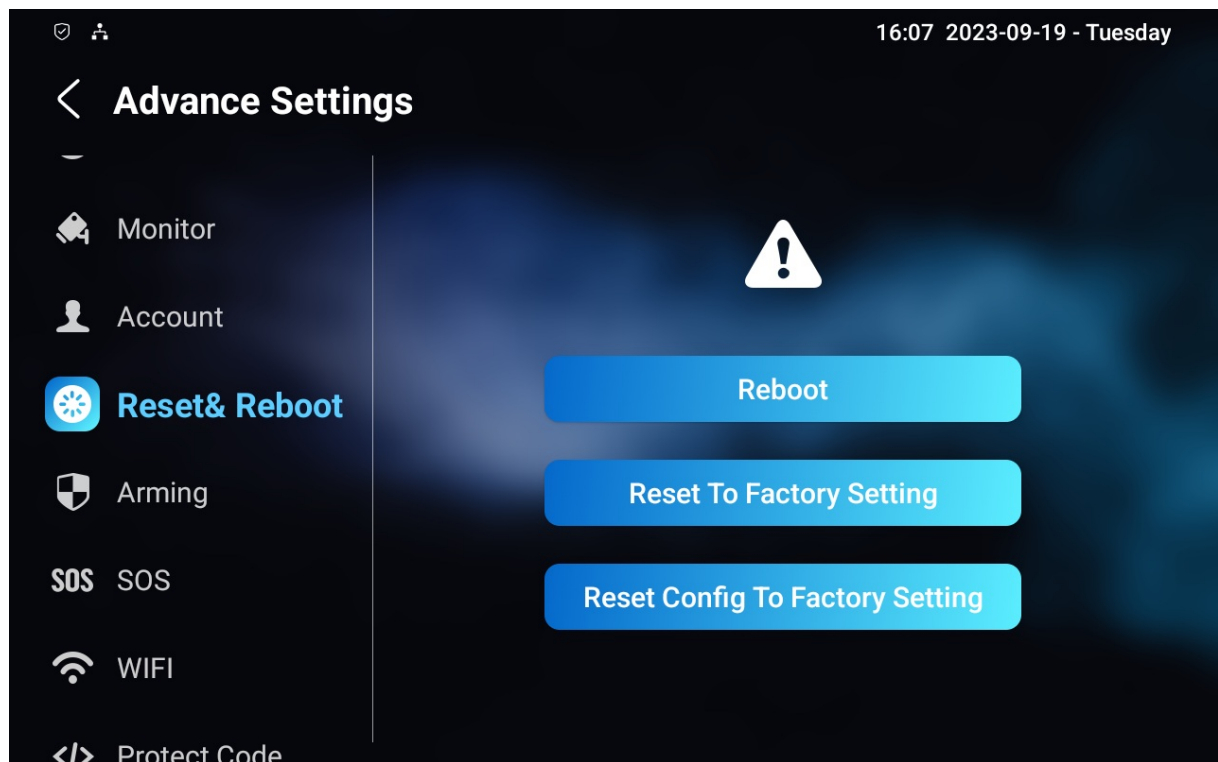 16:07 2023-09-19 - Tuesday
Advance Settings
Monitor
Account
Reset& Reboot
Arming
SOS SOS
WIFI
</> Protect Code
Reboot
Reset To Factory Setting
Reset Config To Factory Setting